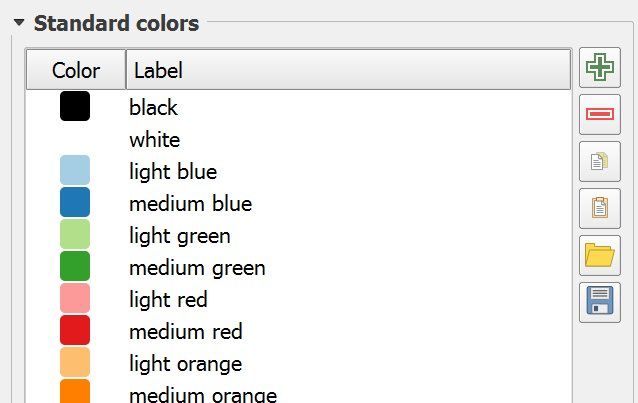 Standard colors
Color Label
black
white
light blue
medium blue
light green
medium green
light red
medium red
light orange
medium orange